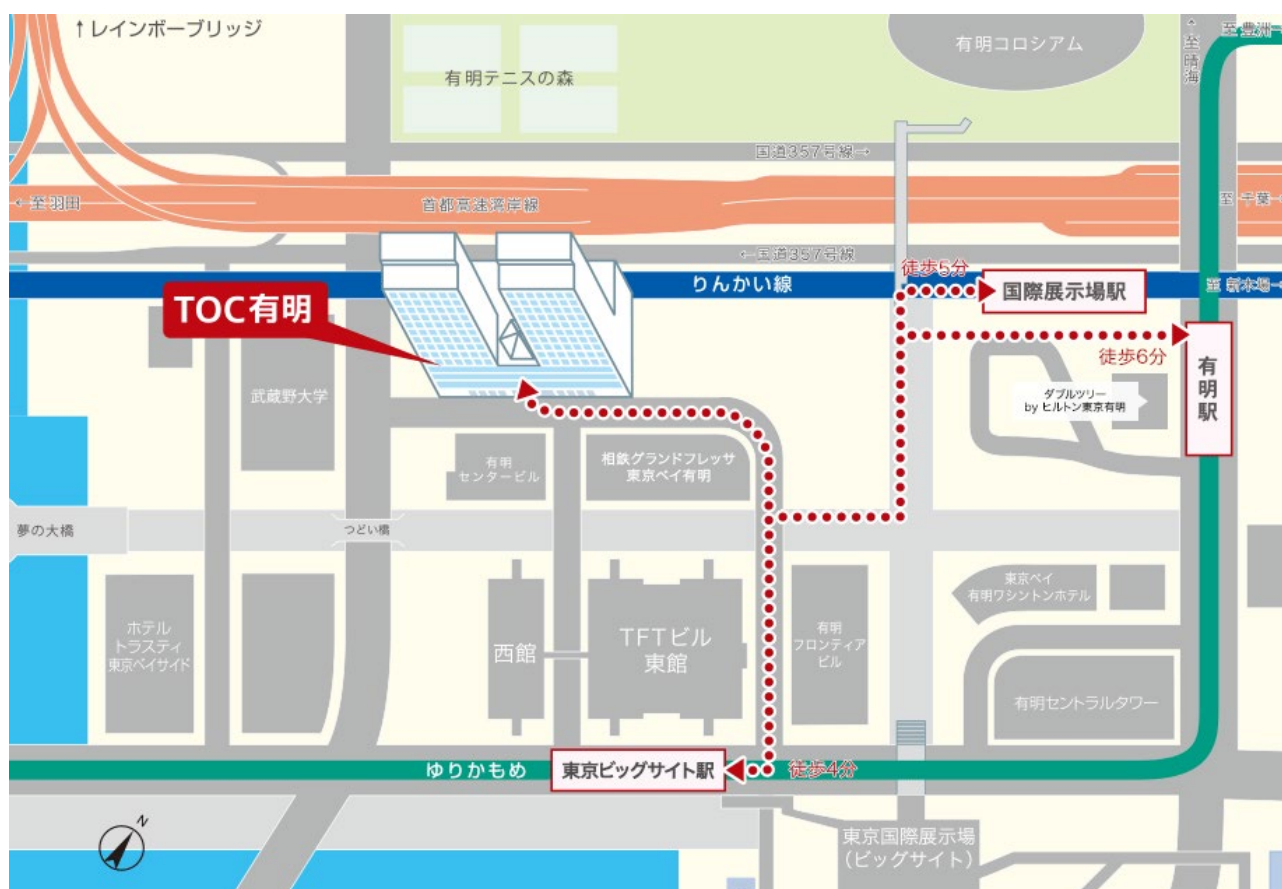 ↑レインボーブリッジ
有明テニスの森
有明コロシアム
↑至晴海
至 豊洲→
国道357号線→
←至羽田
首都高速湾岸線
至 千葉→
←国道357号線
りんかい線
徒歩5分
国際展示場駅
至 新木場→
TOC有明
徒歩6分
有明駅
武蔵野大学
ダブルツリー
by ヒルトン東京有明
有明
センタービル
相鉄グランドフレッサ
東京ベイ有明
夢の大橋
つどい橋
ホテル
トラスティ
東京ベイサイド
西館
TFTビル
東館
有明
フロンティア
ビル
東京ベイ
有明ワシントンホテル
有明セントラルタワー
ゆりかもめ
東京ビッグサイト駅
徒歩4分
N
東京国際展示場
(ビッグサイト)